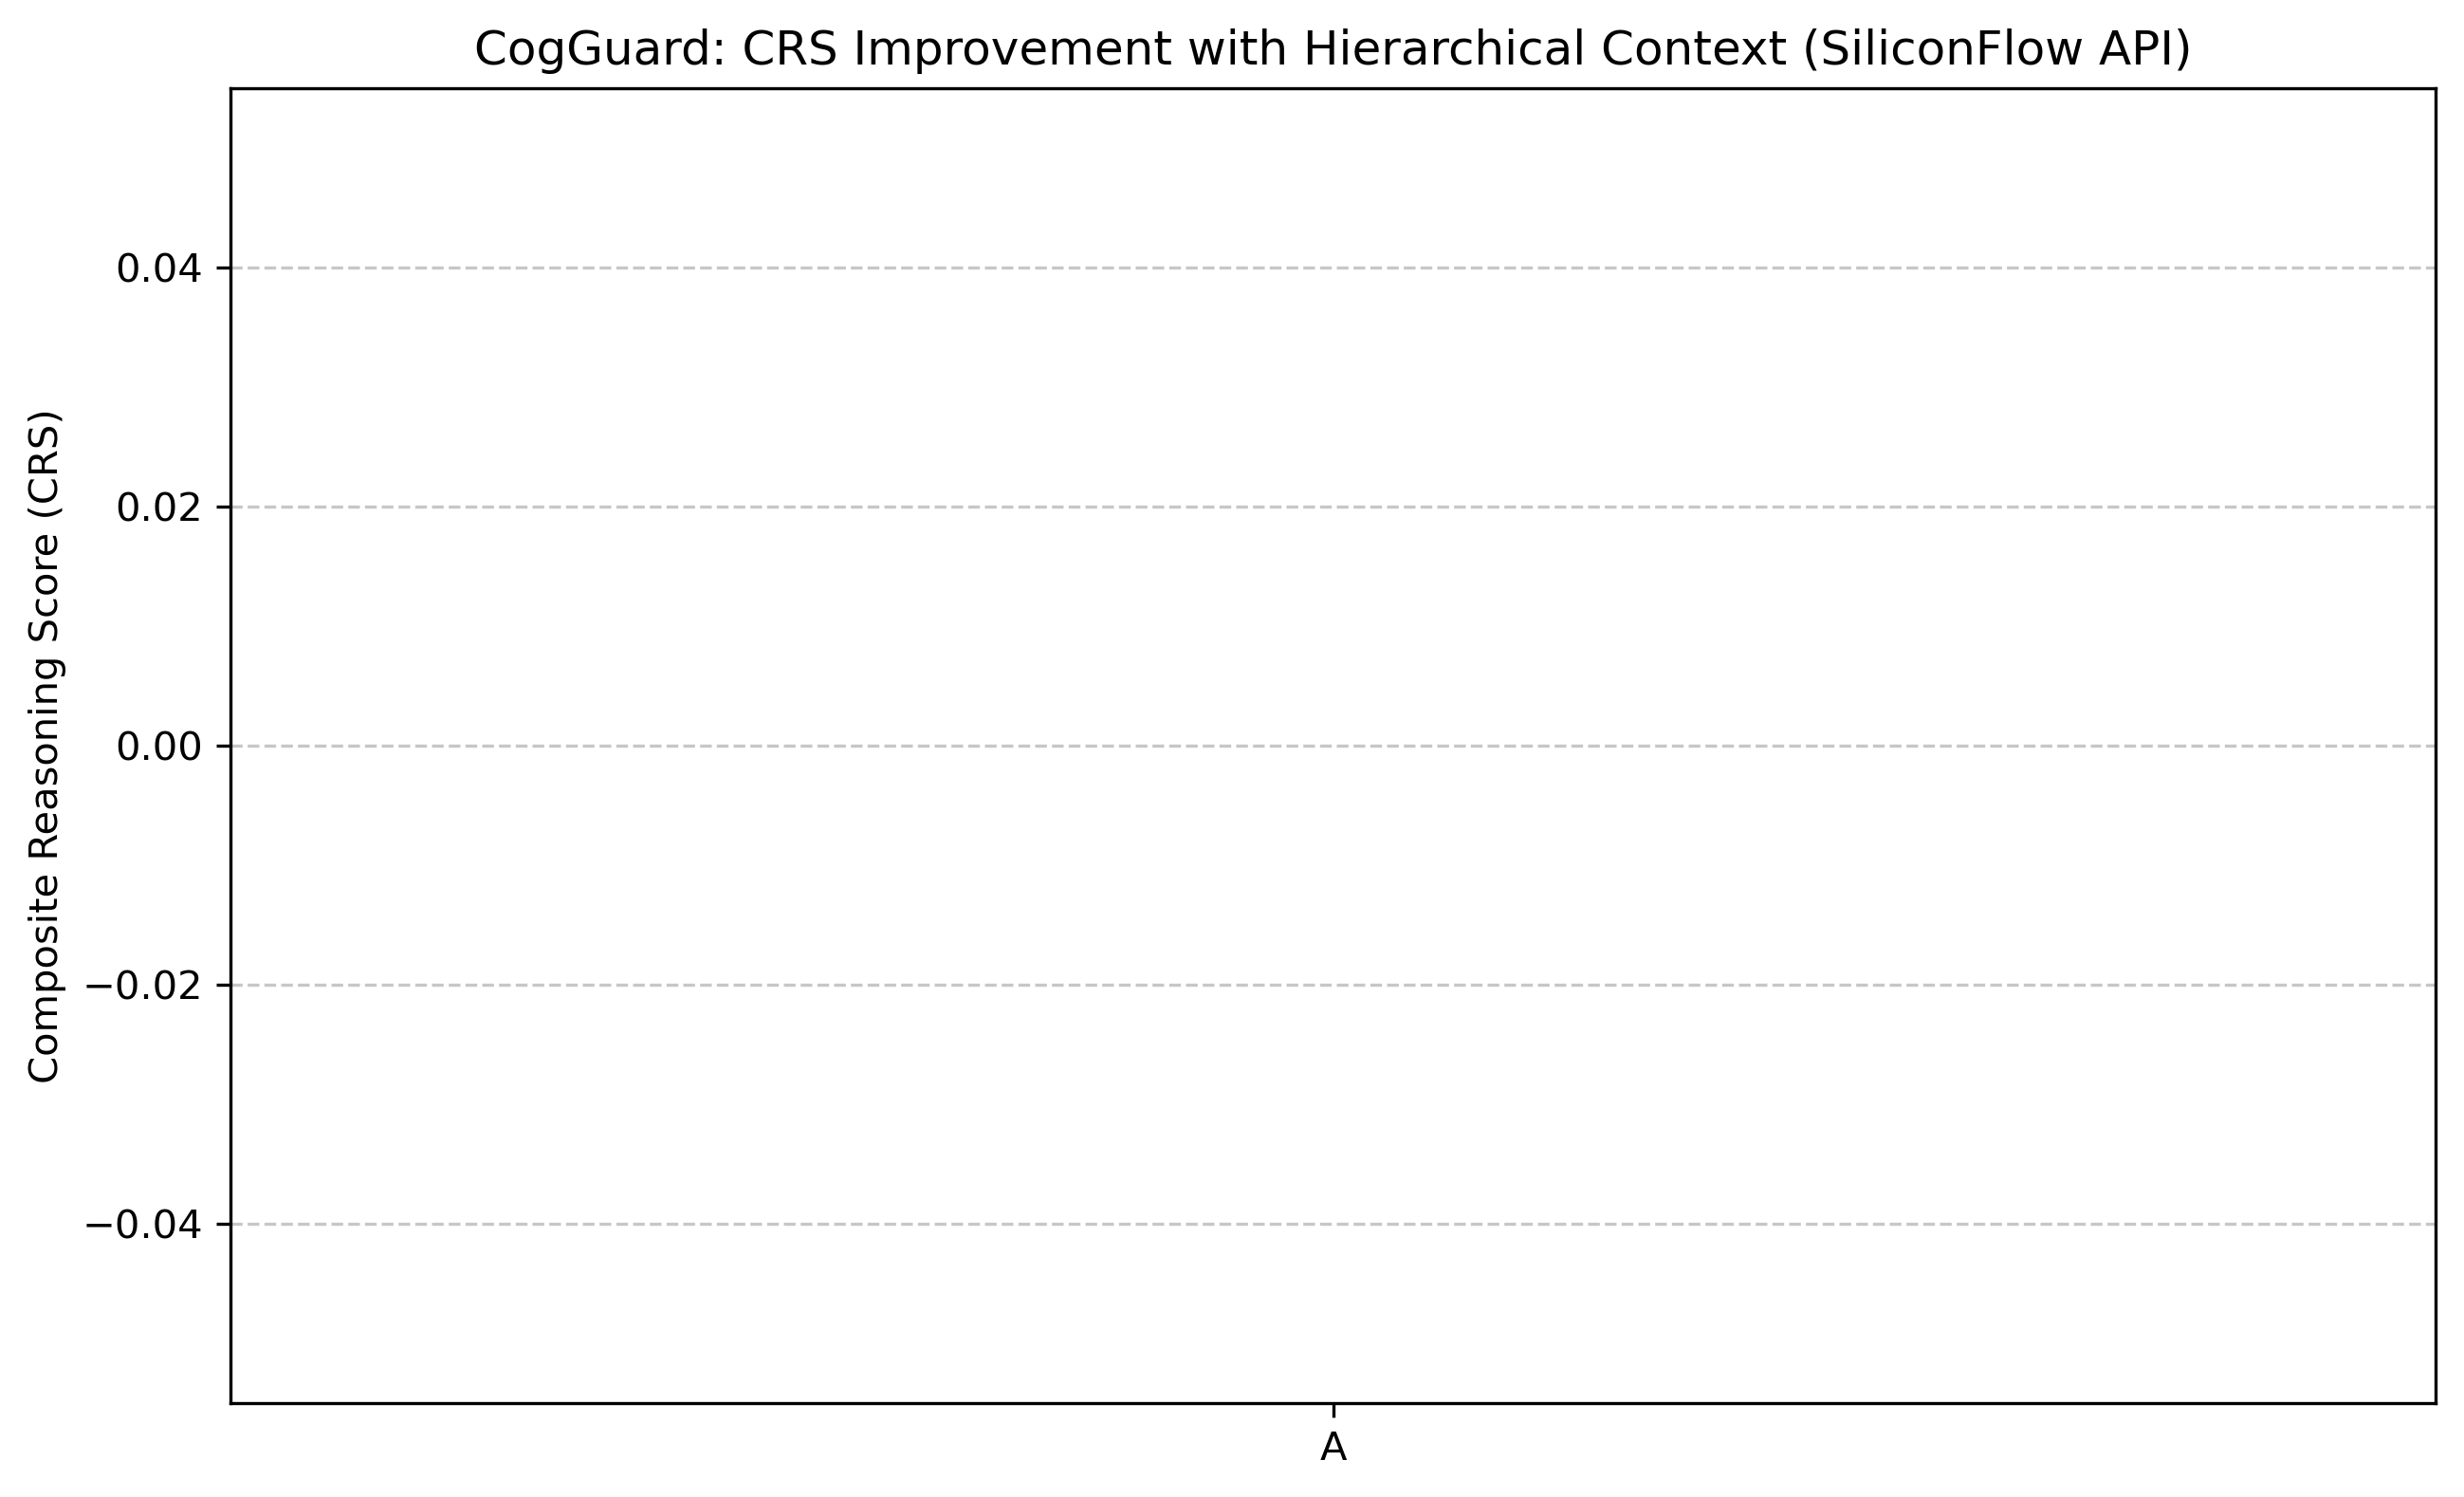 CogGuard: CRS Improvement with Hierarchical Context (SiliconFlow API)
Composite Reasoning Score (CRS)
0.04
0.02
0.00
−0.02
−0.04
A